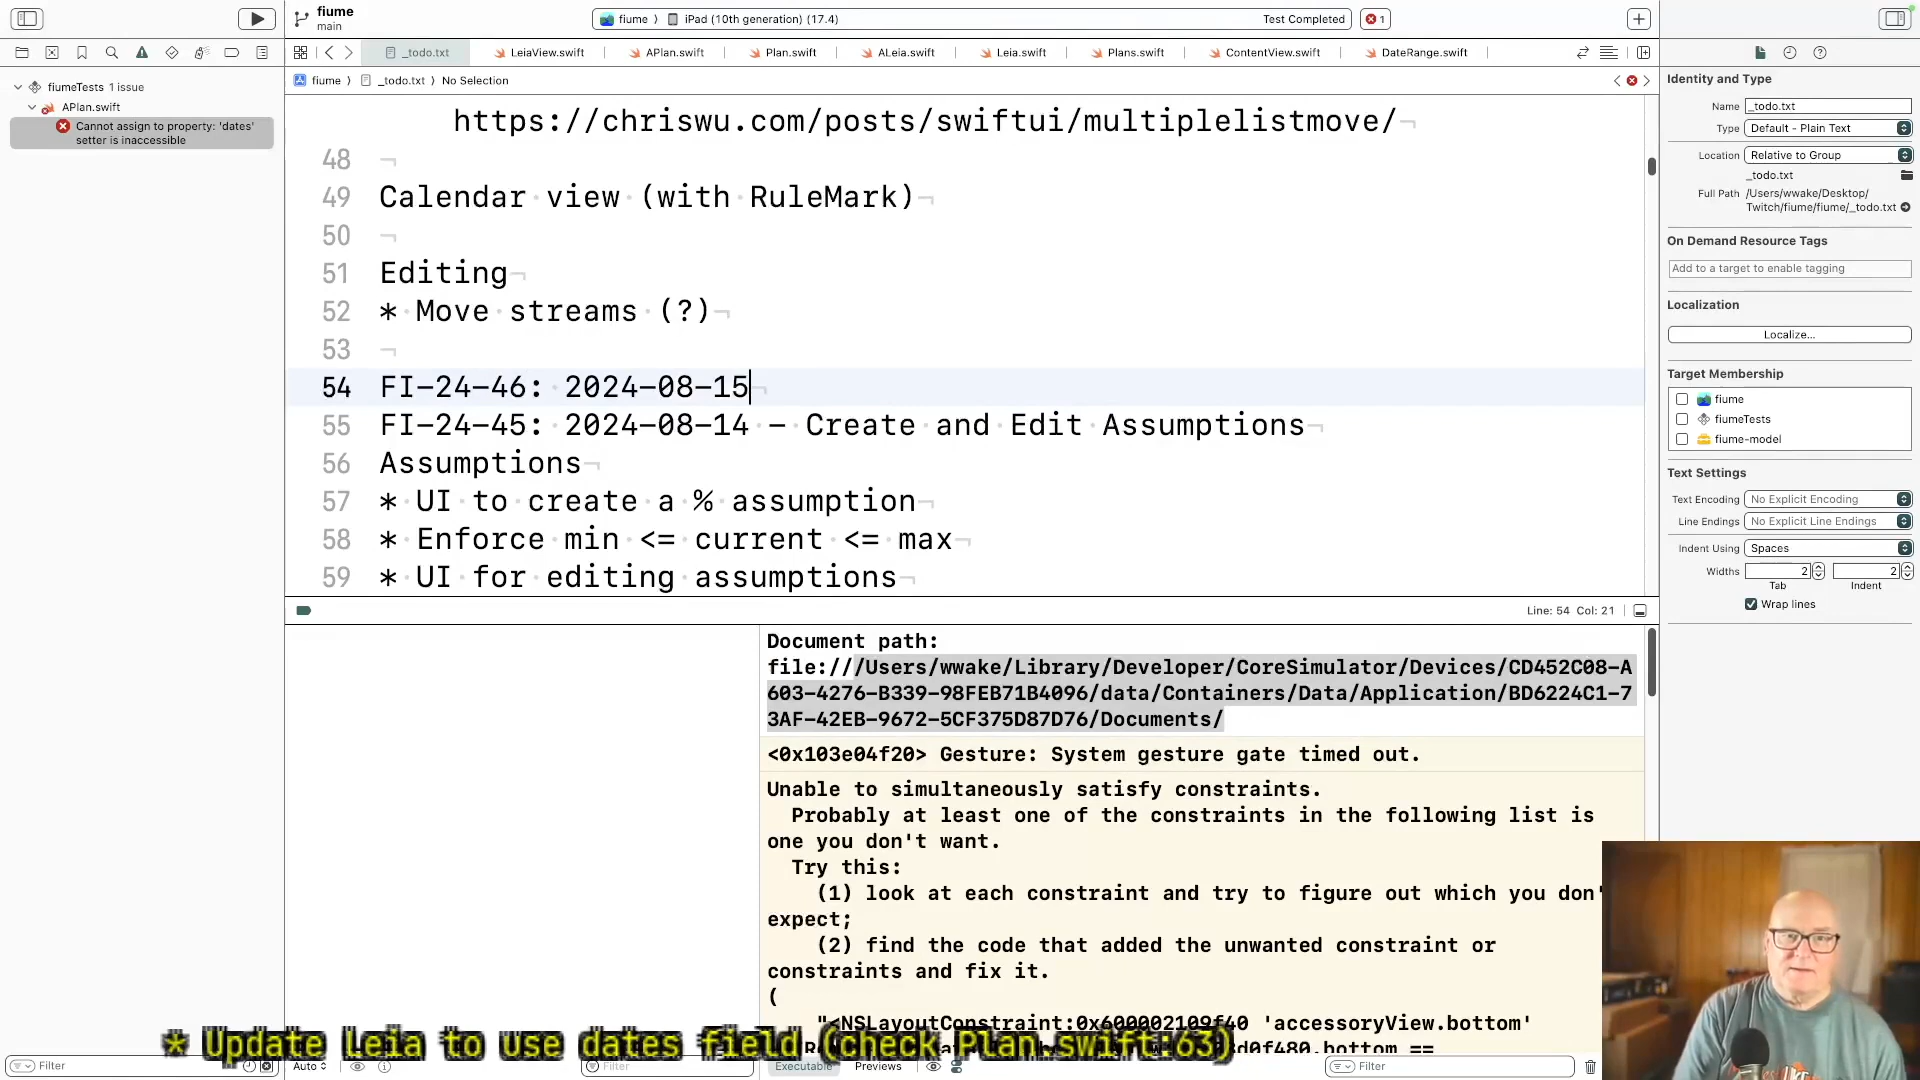 fiume
main
fiume 〉 iPad (10th generation) (17.4)
Test Completed
1
_todo.txt
LeiaView.swift
APlan.swift
Plan.swift
ALeia.swift
Leia.swift
Plans.swift
ContentView.swift
DateRange.swift
fiumeTests 1 issue
APlan.swift
Cannot assign to property: 'dates'
setter is inaccessible
fiume 〉 _todo.txt 〉 No Selection
https://chriswu.com/posts/swiftui/multiplelistmove/¬
48 ¬
49 Calendar view (with RuleMark)¬
50 ¬
51 Editing¬
52 * Move streams (?)¬
53 ¬
54 FI-24-46: 2024-08-15¬
55 FI-24-45: 2024-08-14 - Create and Edit Assumptions¬
56 Assumptions¬
57 * UI to create a % assumption¬
58 * Enforce min <= current <= max¬
59 * UI for editing assumptions¬
Line: 54 Col: 21
Document path:
file:///Users/wwake/Library/Developer/CoreSimulator/Devices/CD452C08-A
603-4276-B339-98FEB71B4096/data/Containers/Data/Application/BD6224C1-7
3AF-42EB-9672-5CF375D87D76/Documents/
<0x103e04f20> Gesture: System gesture gate timed out.
Unable to simultaneously satisfy constraints.
Probably at least one of the constraints in the following list is
one you don't want.
Try this:
(1) look at each constraint and try to figure out which you don'
expect;
(2) find the code that added the unwanted constraint or
constraints and fix it.
(
"<NSLayoutConstraint:0x600002109f40 'accessoryView.bottom'
.bottom ==
* Update Leia to use dates field (check Plan.swift:63)
Filter
Auto
Filter
Executable
Previews
Filter
Identity and Type
Name _todo.txt
Type Default - Plain Text
Location Relative to Group
_todo.txt
Full Path /Users/wwake/Desktop/
Twitch/fiume/fiume/_todo.txt
On Demand Resource Tags
Add to a target to enable tagging
Localization
Localize...
Target Membership
fiume
fiumeTests
fiume-model
Text Settings
Text Encoding No Explicit Encoding
Line Endings No Explicit Line Endings
Indent Using Spaces
Widths 2 2
Tab Indent
Wrap lines